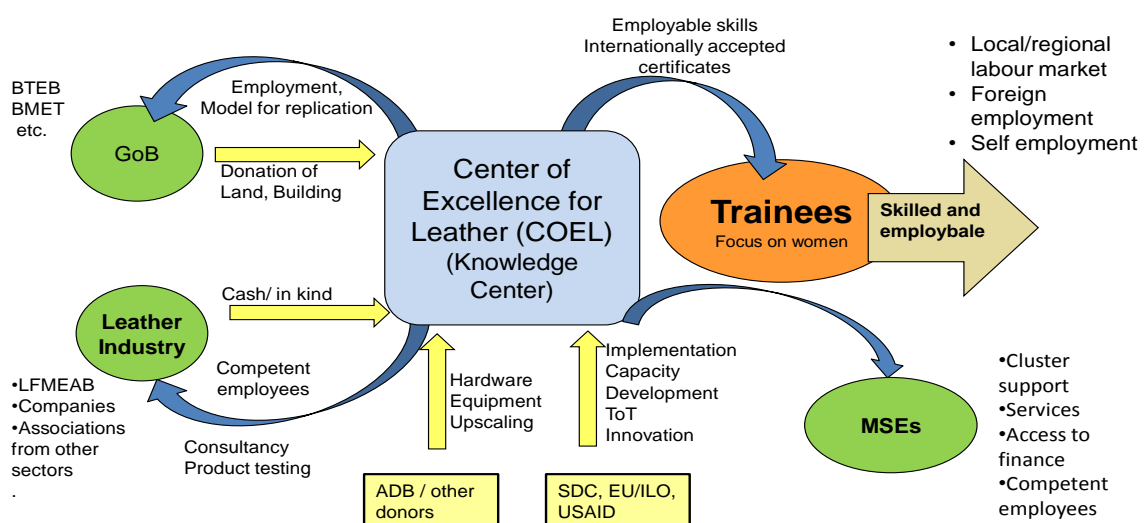 BTEB
BMET
etc.
GoB
Employment,
Model for replication
Donation of
Land, Building
Employable skills
Internationally accepted
certificates
• Local/regional
labour market
• Foreign
employment
• Self employment
Center of
Excellence for
Leather (COEL)
(Knowledge
Center)
Trainees
Focus on women
Skilled and
employbale
Leather
Industry
Cash/ in kind
•LFMEAB
•Companies
•Associations
from other
sectors
.
Competent
employees
Consultancy
Product testing
Hardware
Equipment
Upscaling
Implementation
Capacity
Development
ToT
Innovation
MSEs
•Cluster
support
•Services
•Access to
finance
•Competent
employees
ADB / other
donors
SDC, EU/ILO,
USAID